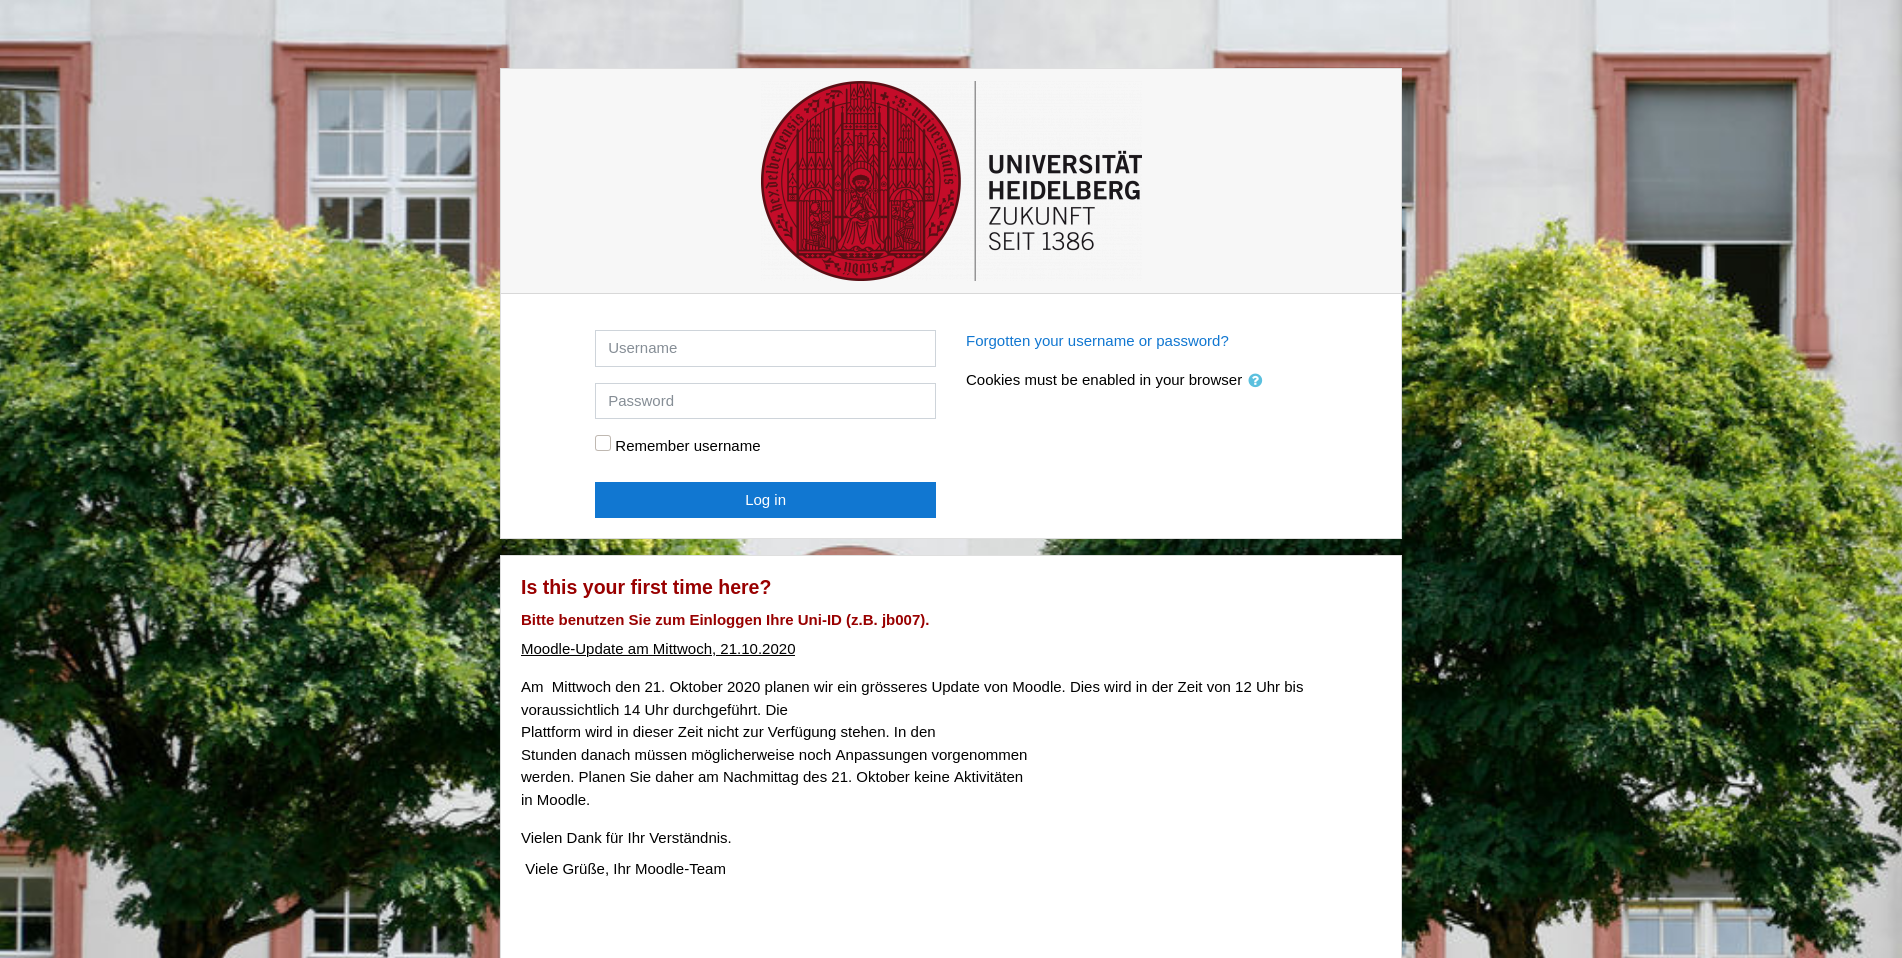 S: universitatis
heydelbergensis
studii
UNIVERSITÄT
HEIDELBERG
ZUKUNFT
SEIT 1386
Username
Password
Remember username
Log in
Forgotten your username or password?
Cookies must be enabled in your browser
Is this your first time here?
Bitte benutzen Sie zum Einloggen Ihre Uni-ID (z.B. jb007).
Moodle-Update am Mittwoch, 21.10.2020
Am  Mittwoch den 21. Oktober 2020 planen wir ein grösseres Update von Moodle. Dies wird in der Zeit von 12 Uhr bis
voraussichtlich 14 Uhr durchgeführt. Die
Plattform wird in dieser Zeit nicht zur Verfügung stehen. In den
Stunden danach müssen möglicherweise noch Anpassungen vorgenommen
werden. Planen Sie daher am Nachmittag des 21. Oktober keine Aktivitäten
in Moodle.
Vielen Dank für Ihr Verständnis.
Viele Grüße, Ihr Moodle-Team